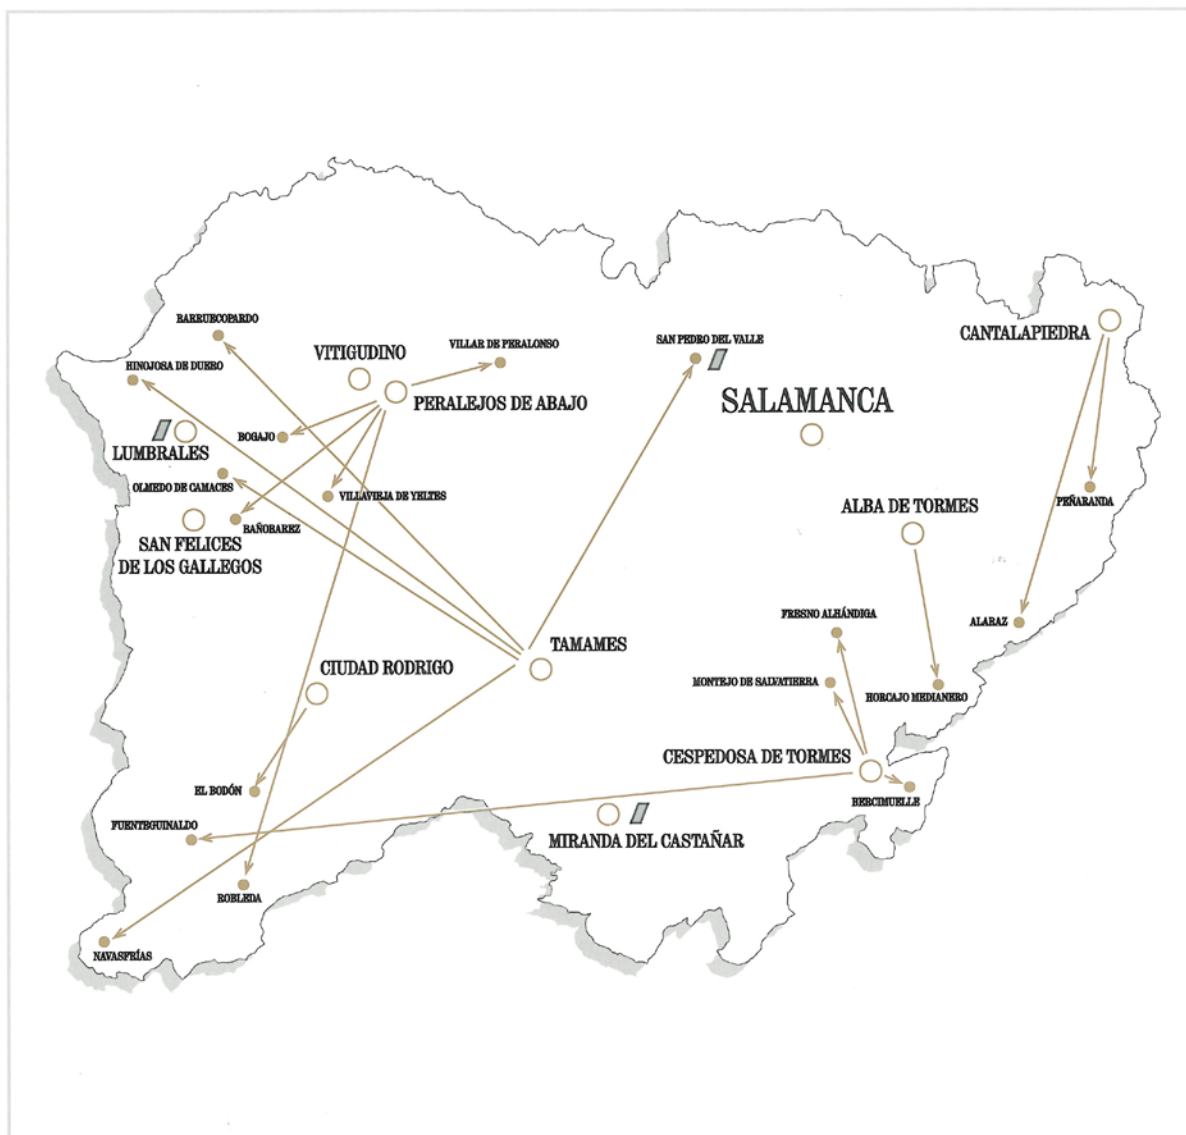 BARRUECOPARDO
VITIGUDINO
VILLAR DE PERALONSO
SAN PEDRO DEL VALLE
CANTALAPIEDRA
HINOJOSA DE DUERO
PERALEJOS DE ABAJO
SALAMANCA
BOGAJO
LUMBRALES
OLMEDO DE CAMACES
VILLAVIEJA DE YELTES
PEÑARANDA
ALBA DE TORMES
BAÑOBAREZ
SAN FELICES
DE LOS GALLEGOS
FRESNO ALHÁNDIGA
ALARAZ
TAMAMES
CIUDAD RODRIGO
MONTEJO DE SALVATIERRA
HORCAJO MEDIANERO
CESPEDOSA DE TORMES
EL BODÓN
BERCIMUELLE
FUENTEGUINALDO
MIRANDA DEL CASTAÑAR
ROBLEDA
NAVASFRÍAS